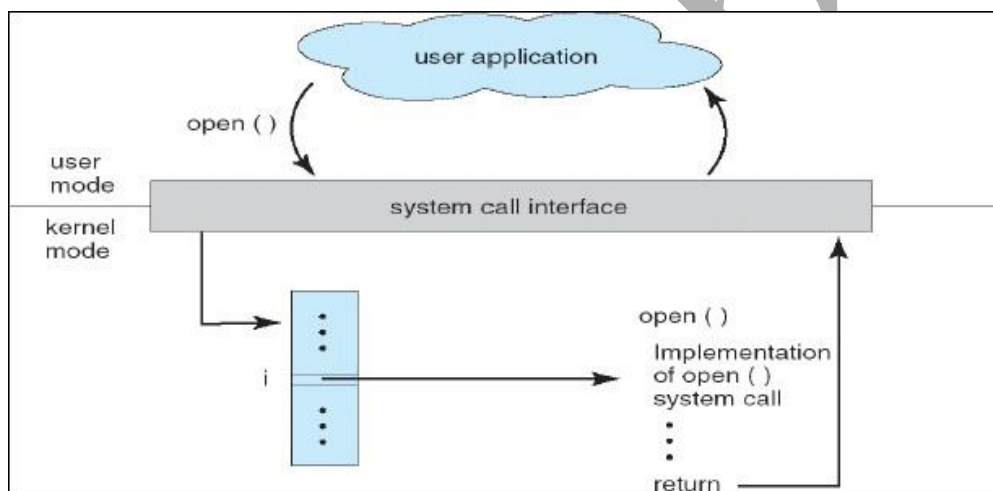 user application
open ( )
user
mode
system call interface
kernel
mode
open ( )
Implementation
i
of open ( )
system call
return